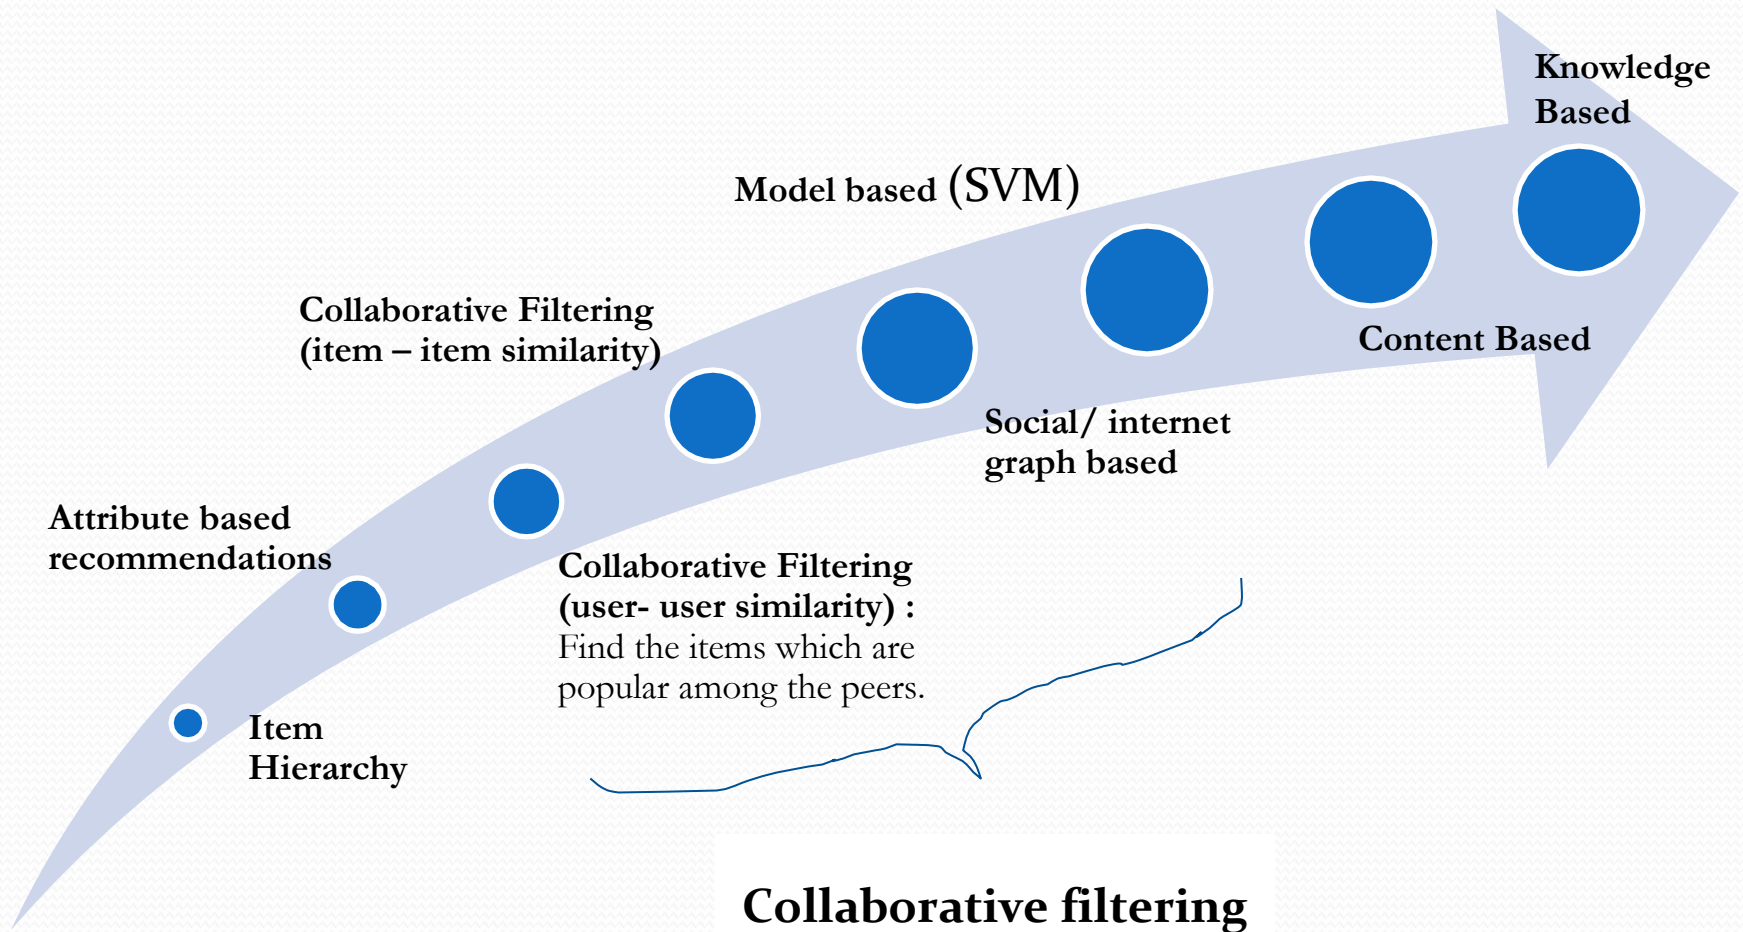 Knowledge
Based
Model based (SVM)
Collaborative Filtering
(item – item similarity)
Content Based
Social/ internet
graph based
Attribute based
recommendations
Collaborative Filtering
(user- user similarity) :
Find the items which are
popular among the peers.
Item
Hierarchy
Collaborative filtering